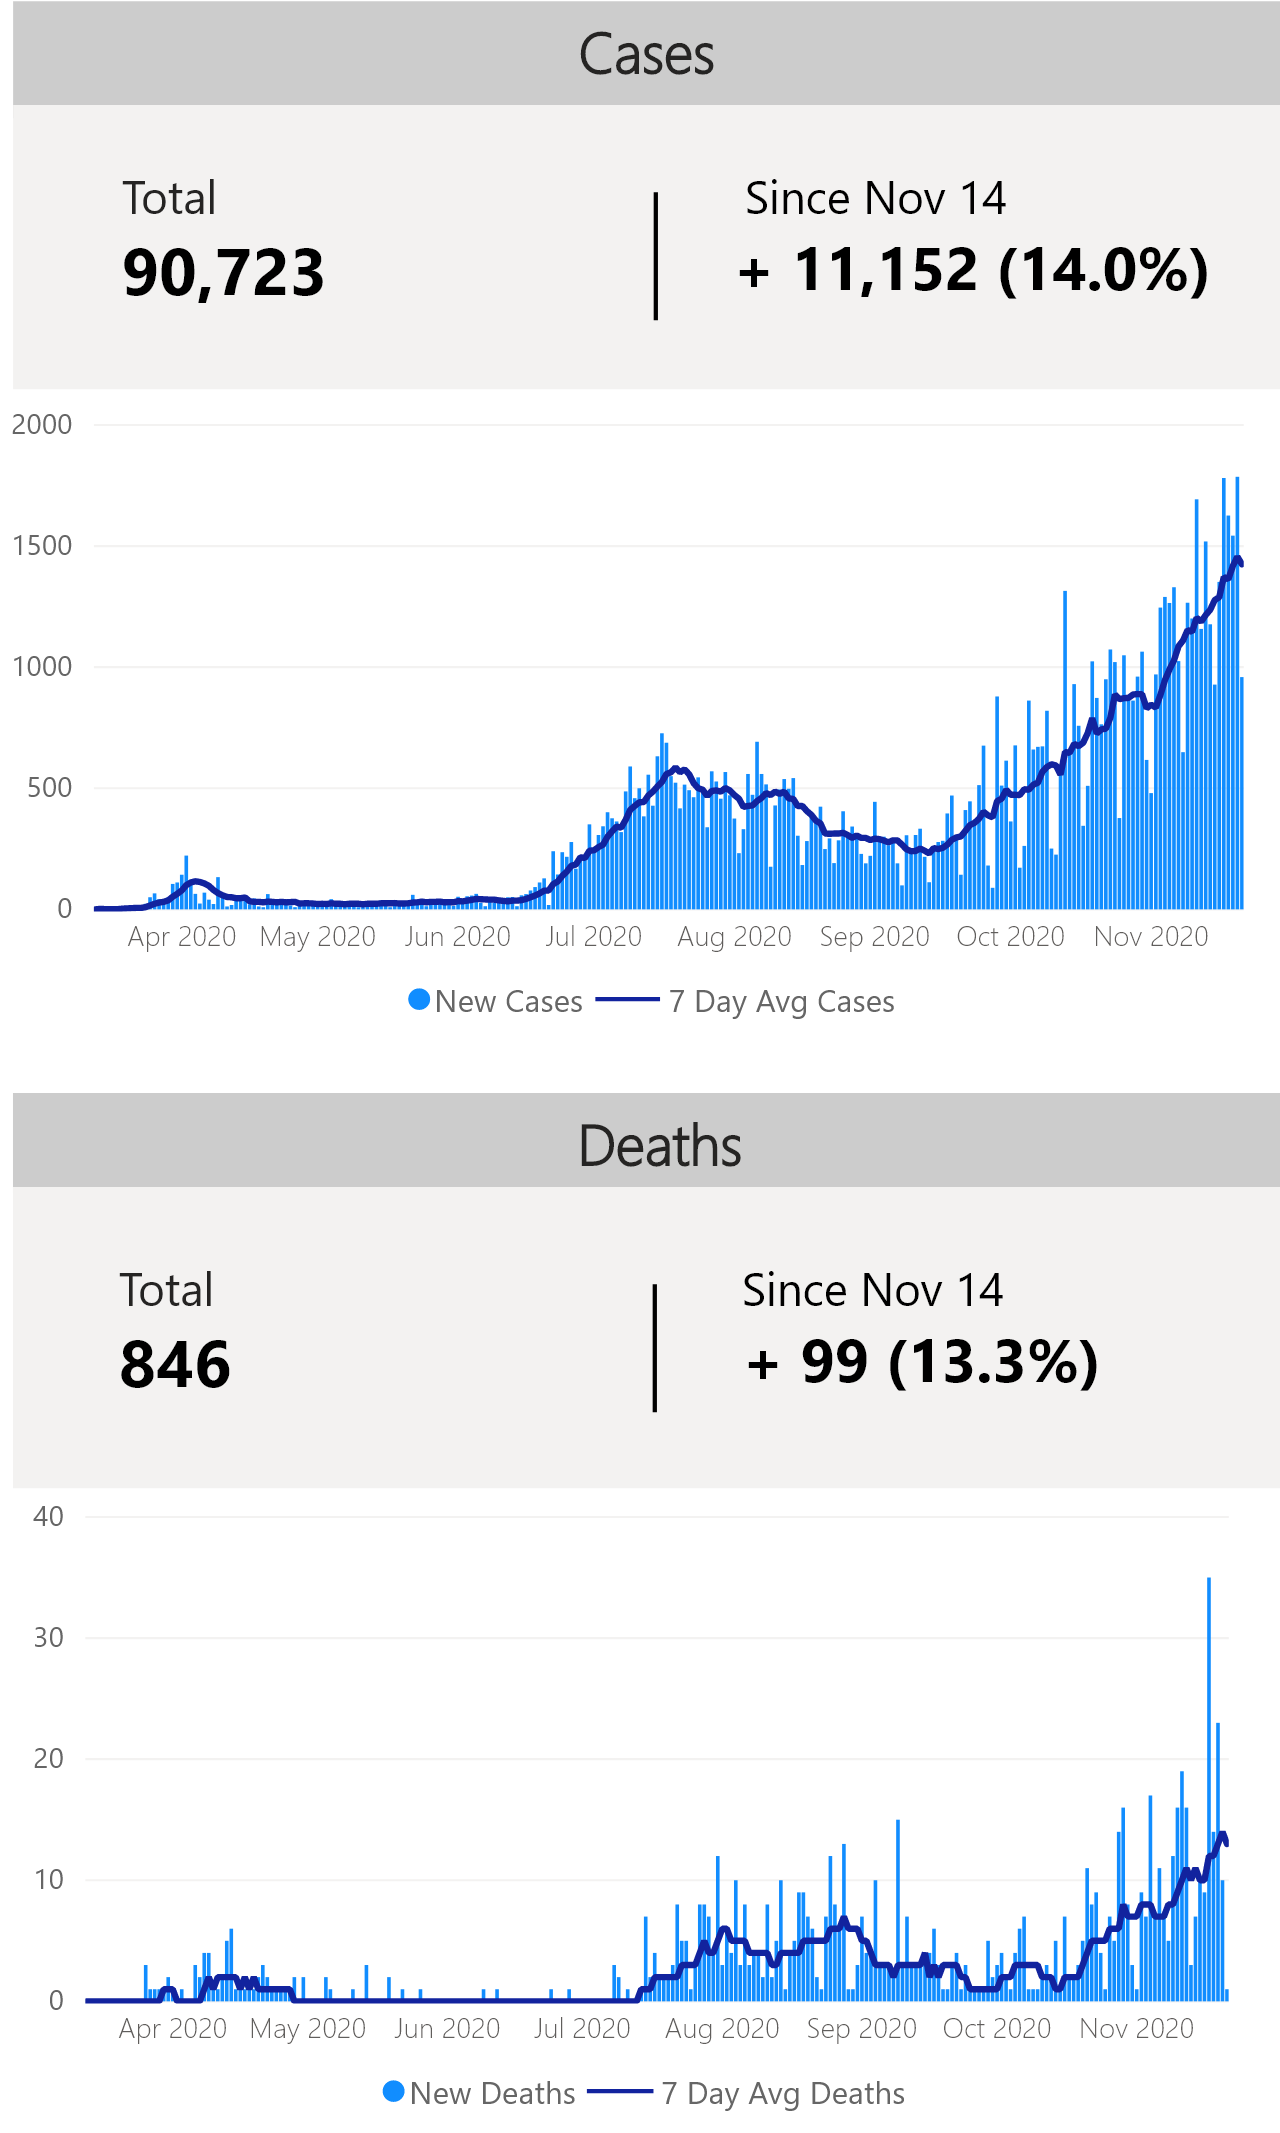 Cases
Total
Since Nov 14
90,723
+ 11,152 (14.0%)
2000
1500
1000
500
0
Apr 2020 May 2020 Jun 2020 Jul 2020 Aug 2020 Sep 2020 Oct 2020 Nov 2020
New Cases 7 Day Avg Cases
Deaths
Total
Since Nov 14
846
+ 99 (13.3%)
40
30
20
10
0
Apr 2020 May 2020 Jun 2020 Jul 2020 Aug 2020 Sep 2020 Oct 2020 Nov 2020
New Deaths 7 Day Avg Deaths